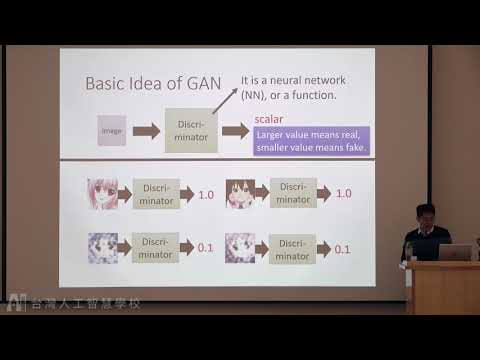 Basic Idea of GAN
It is a neural network
(NN), or a function.
image
Discri-
minator
scalar
Larger value means real,
smaller value means fake.
Discri-
minator
1.0
Discri-
minator
1.0
Discri-
minator
0.1
Discri-
minator
0.1
台灣人工智慧學校